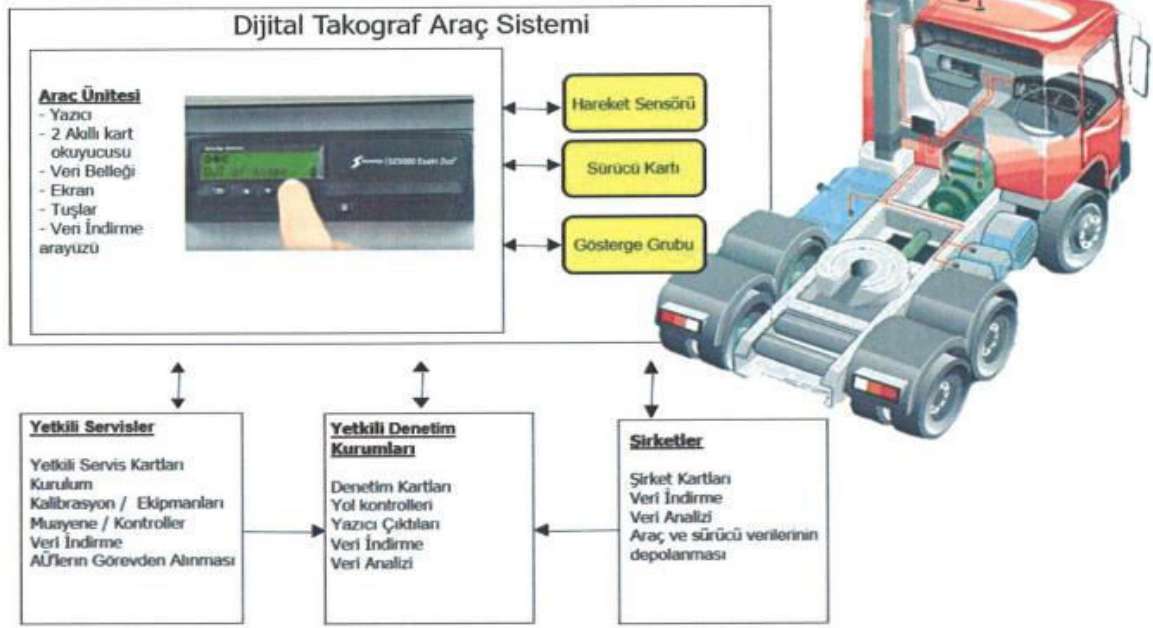 Dijital Takograf Araç Sistemi
Araç Ünitesi
- Yazıcı
- 2 Akıllı kart
okuyucusu
- Veri Belleği
- Ekran
- Tuşlar
- Veri İndirme
arayüzü
Hareket Sensörü
Sürücü Kartı
Gösterge Grubu
Yetkili Servisler
Yetkili Servis Kartları
Kurulum
Kalibrasyon / Ekipmanları
Muayene / Kontroller
Veri İndirme
AÜ'lerin Görevden Alınması
Yetkili Denetim
Kurumları
Denetim Kartları
Yol kontrolleri
Yazıcı Çıktıları
Veri İndirme
Veri Analizi
Şirketler
Şirket Kartları
Veri İndirme
Veri Analizi
Araç ve sürücü verilerinin
depolanması